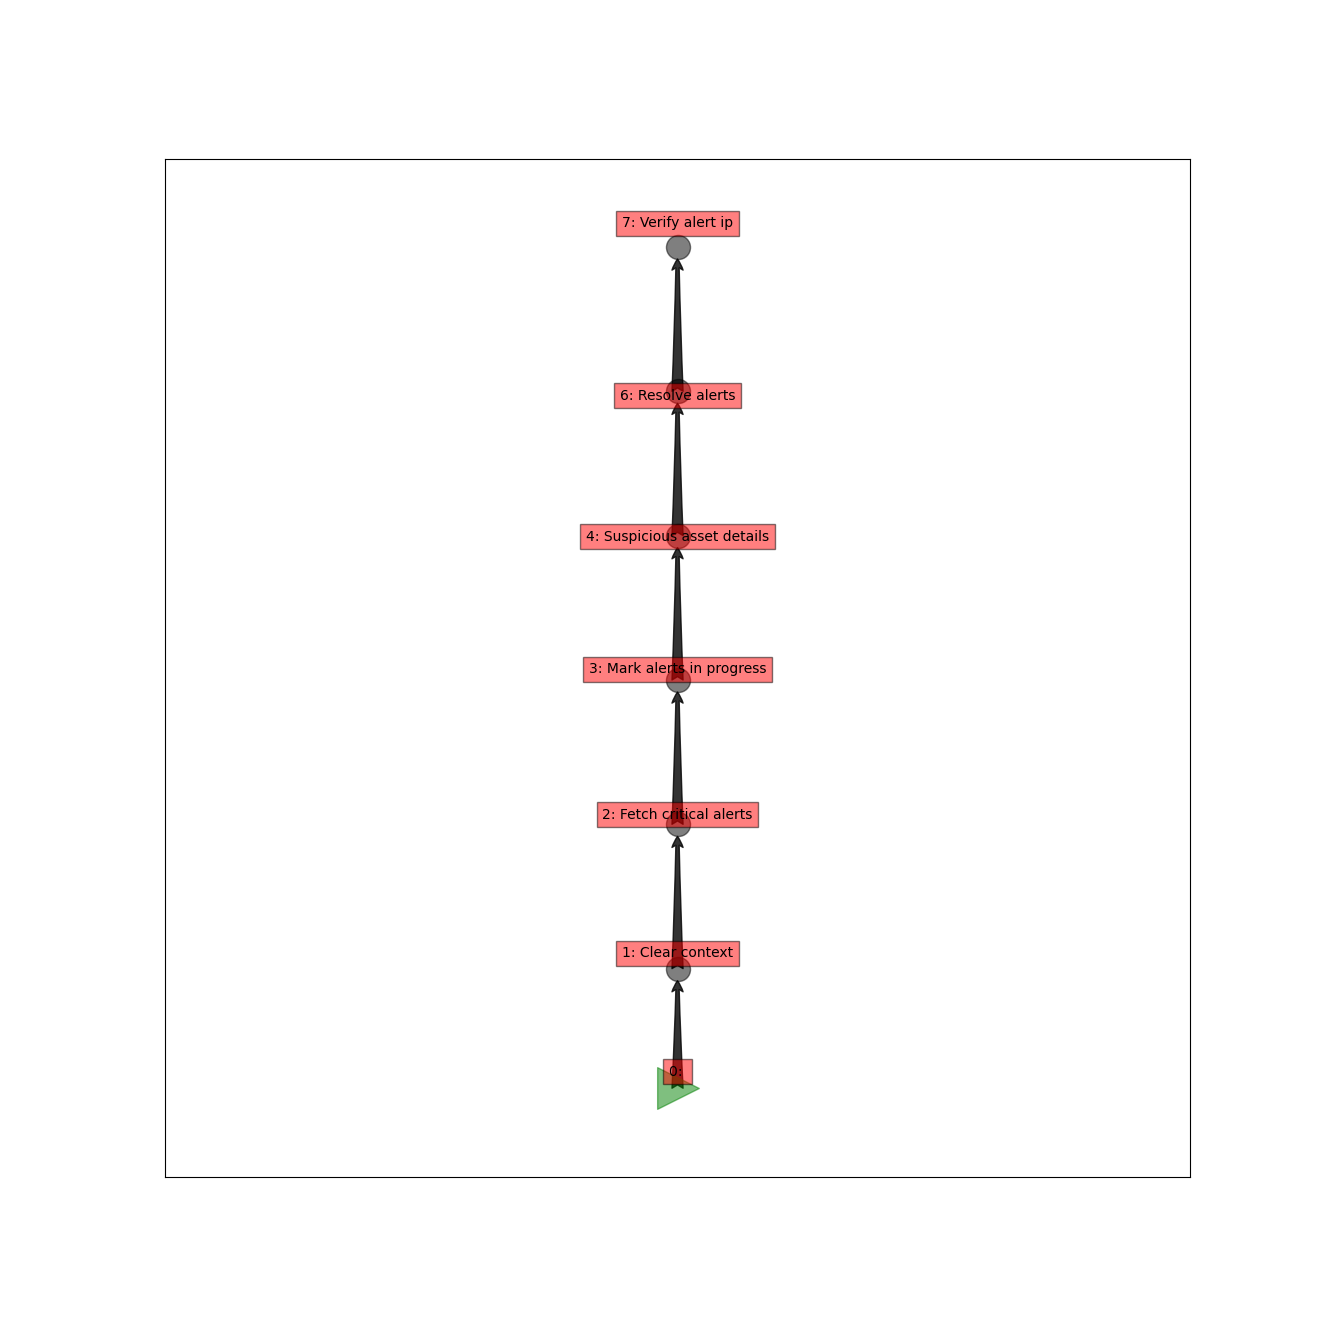 7: Verify alert ip
6: Resolve alerts
4: Suspicious asset details
3: Mark alerts in progress
2: Fetch critical alerts
1: Clear context
0: